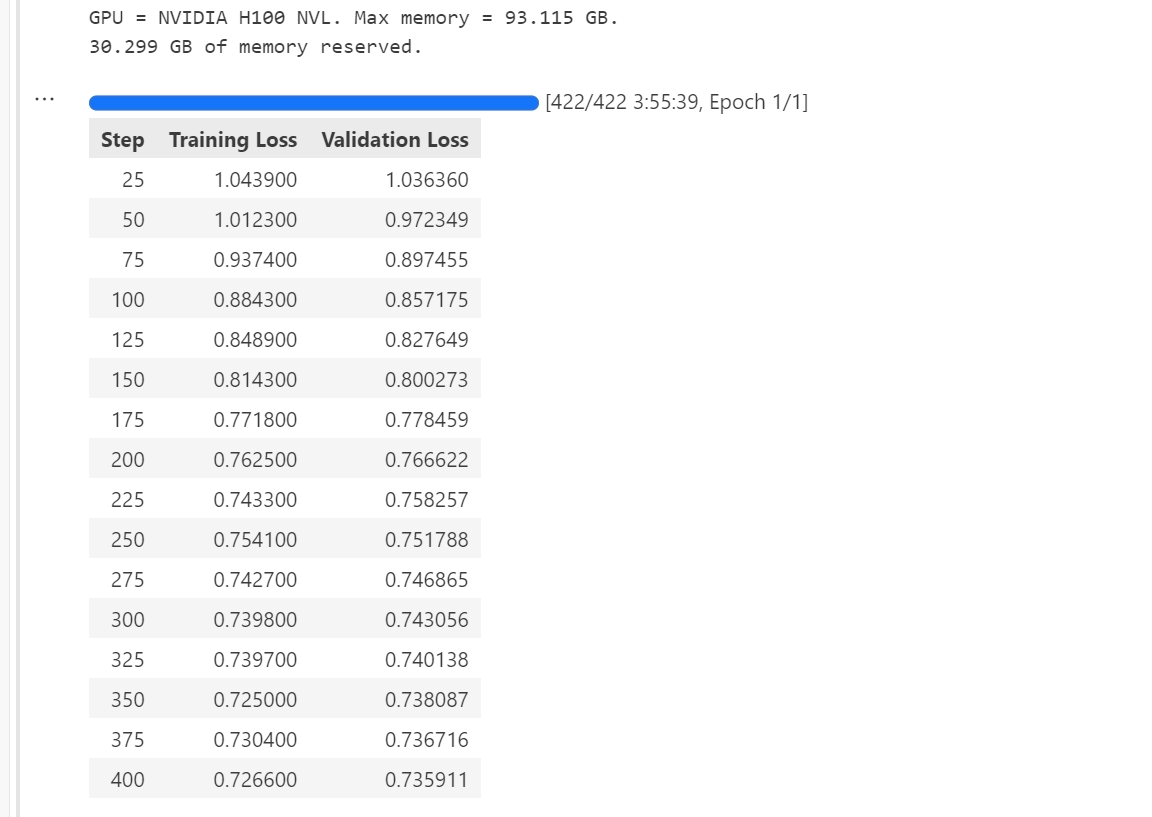 GPU = NVIDIA H100 NVL. Max memory = 93.115 GB.
30.299 GB of memory reserved.
... [422/422 3:55:39, Epoch 1/1]
Step Training Loss Validation Loss
25 1.043900 1.036360
50 1.012300 0.972349
75 0.937400 0.897455
100 0.884300 0.857175
125 0.848900 0.827649
150 0.814300 0.800273
175 0.771800 0.778459
200 0.762500 0.766622
225 0.743300 0.758257
250 0.754100 0.751788
275 0.742700 0.746865
300 0.739800 0.743056
325 0.739700 0.740138
350 0.725000 0.738087
375 0.730400 0.736716
400 0.726600 0.735911